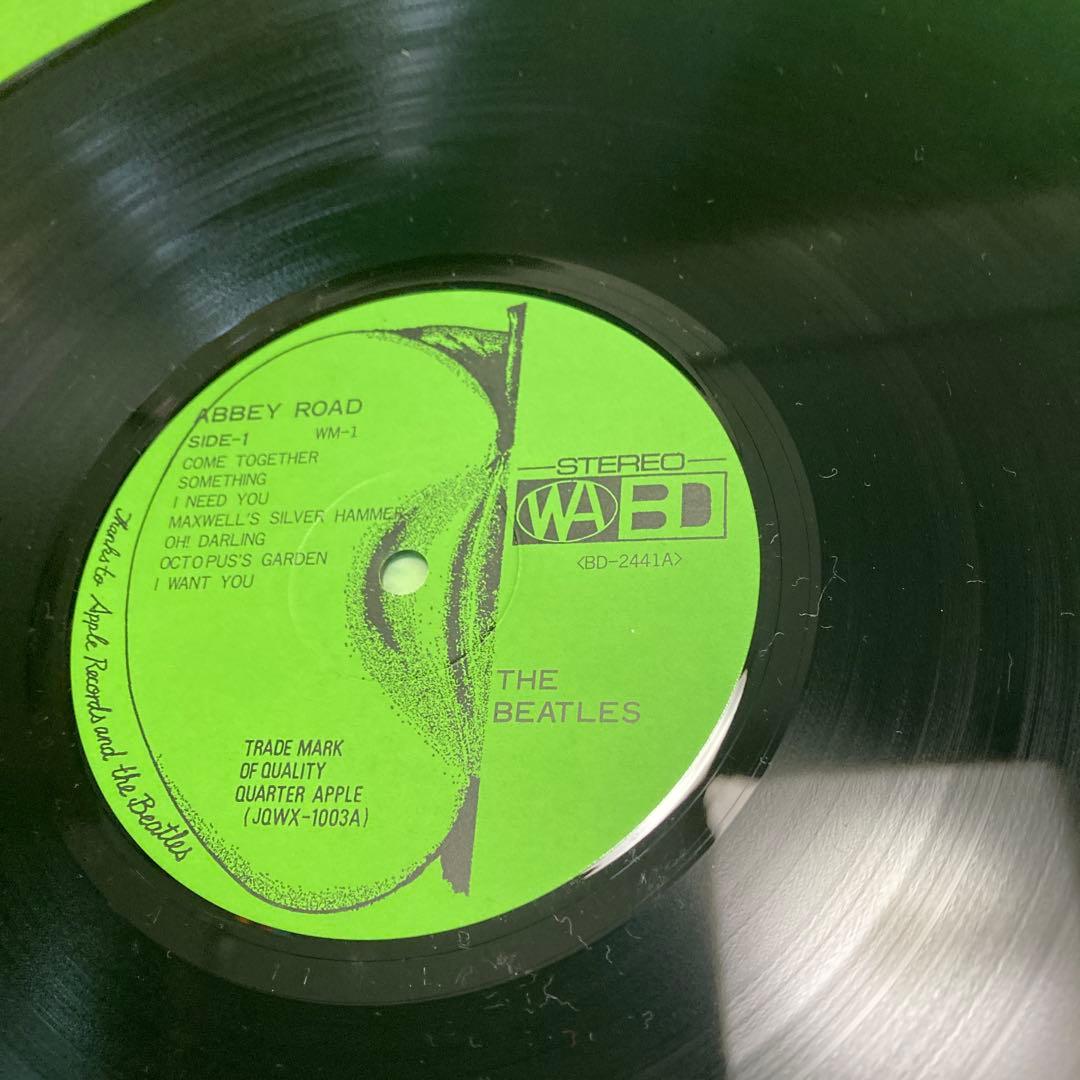 ABBEY ROAD
SIDE-1 WM-1
COME TOGETHER
SOMETHING
I NEED YOU
MAXWELL'S SILVER HAMMER
OH! DARLING
OCTOPUS'S GARDEN
I WANT YOU
STEREO
WA BD
<BD-2441A>
THE
BEATLES
TRADE MARK
OF QUALITY
QUARTER APPLE
(JQWX-1003A)
Thanks to Apple Records and the Beatles